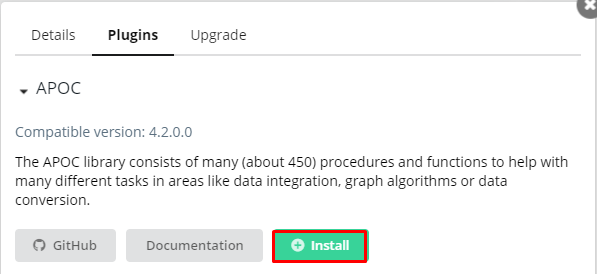 Details Plugins Upgrade
APOC
Compatible version: 4.2.0.0
The APOC library consists of many (about 450) procedures and functions to help with
many different tasks in areas like data integration, graph algorithms or data
conversion.
GitHub Documentation Install